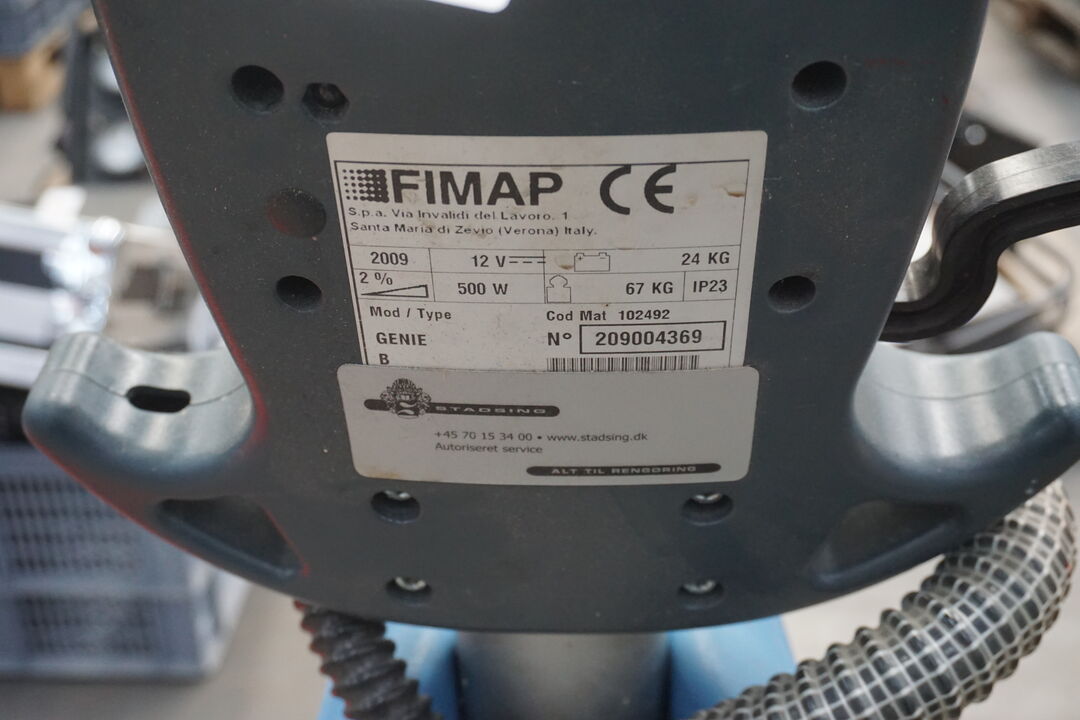 FIMAP CE
S.p.a. Via Invalidi del Lavoro. 1
Santa Maria di Zevio (Verona) Italy.
2009 12 V 24 KG
2 % 500 W 67 KG IP23
Mod / Type Cod Mat 102492
GENIE N° 209004369
B
STADSING
+45 70 15 34 00 • www.stadsing.dk
Autoriseret service
ALT TIL RENGØRING